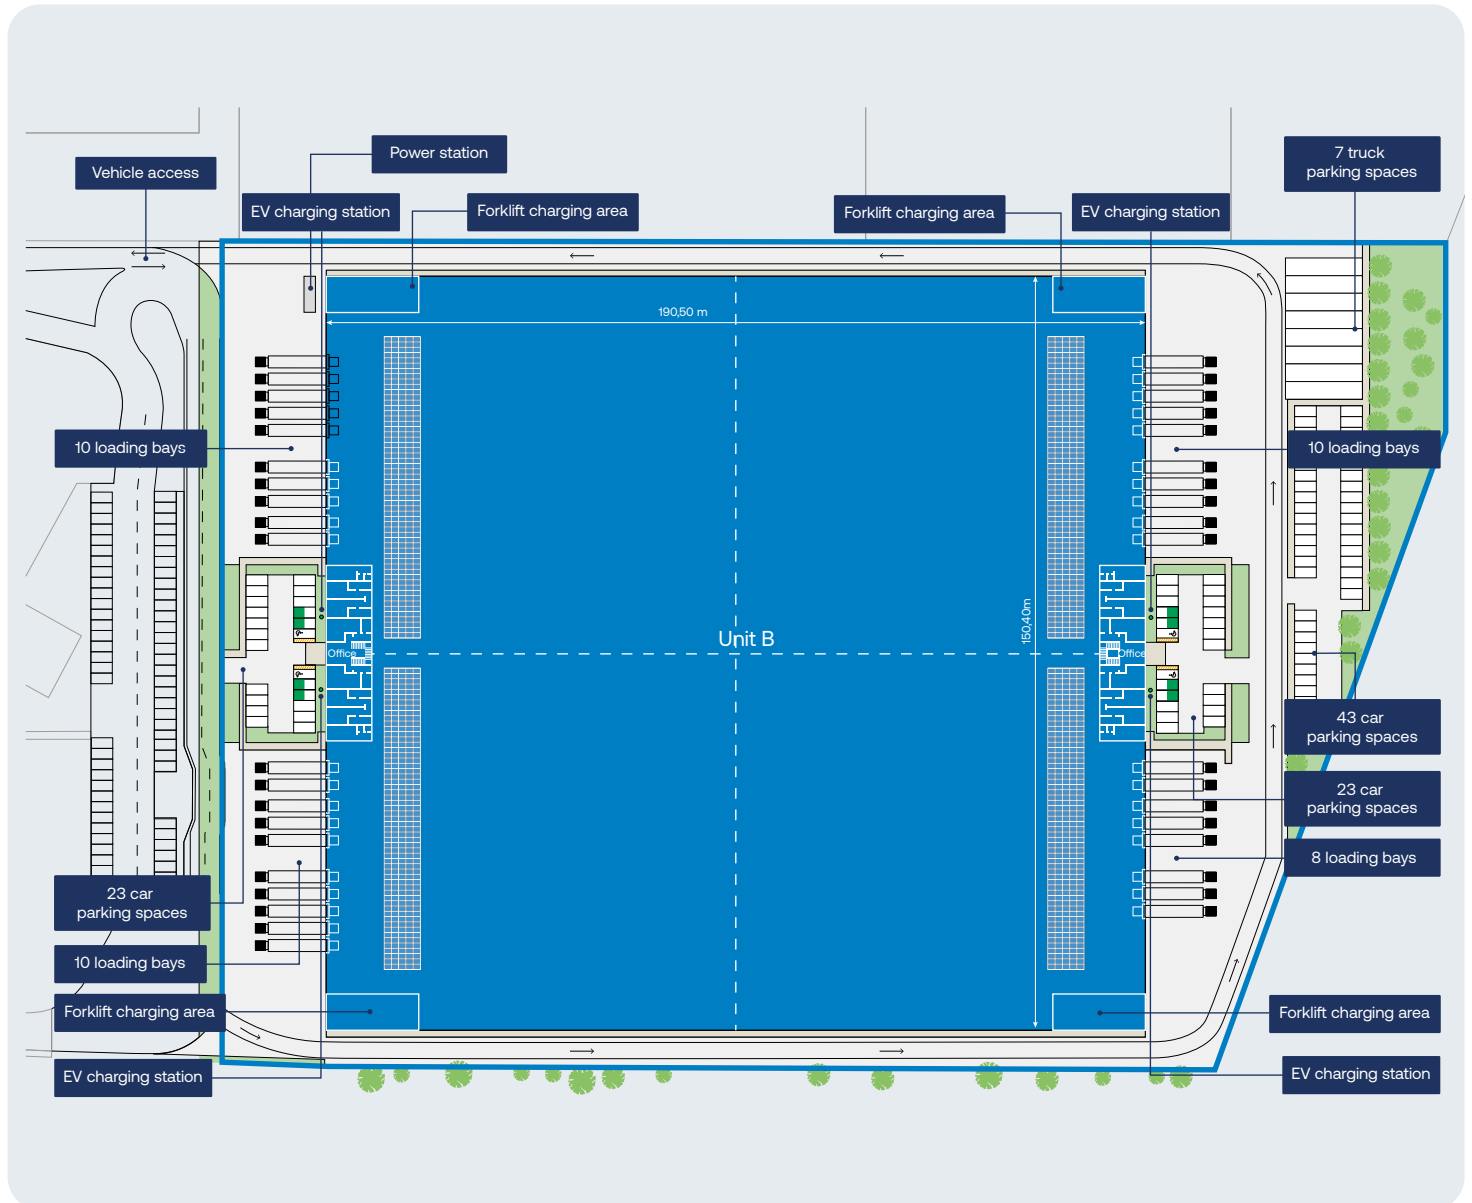 Power station
7 truck
parking spaces
Vehicle access
EV charging station
Forklift charging area
Forklift charging area
EV charging station
190,50 m
10 loading bays
10 loading bays
150,40m
Unit B
Office
Office
43 car
parking spaces
23 car
parking spaces
8 loading bays
23 car
parking spaces
10 loading bays
Forklift charging area
Forklift charging area
EV charging station
EV charging station